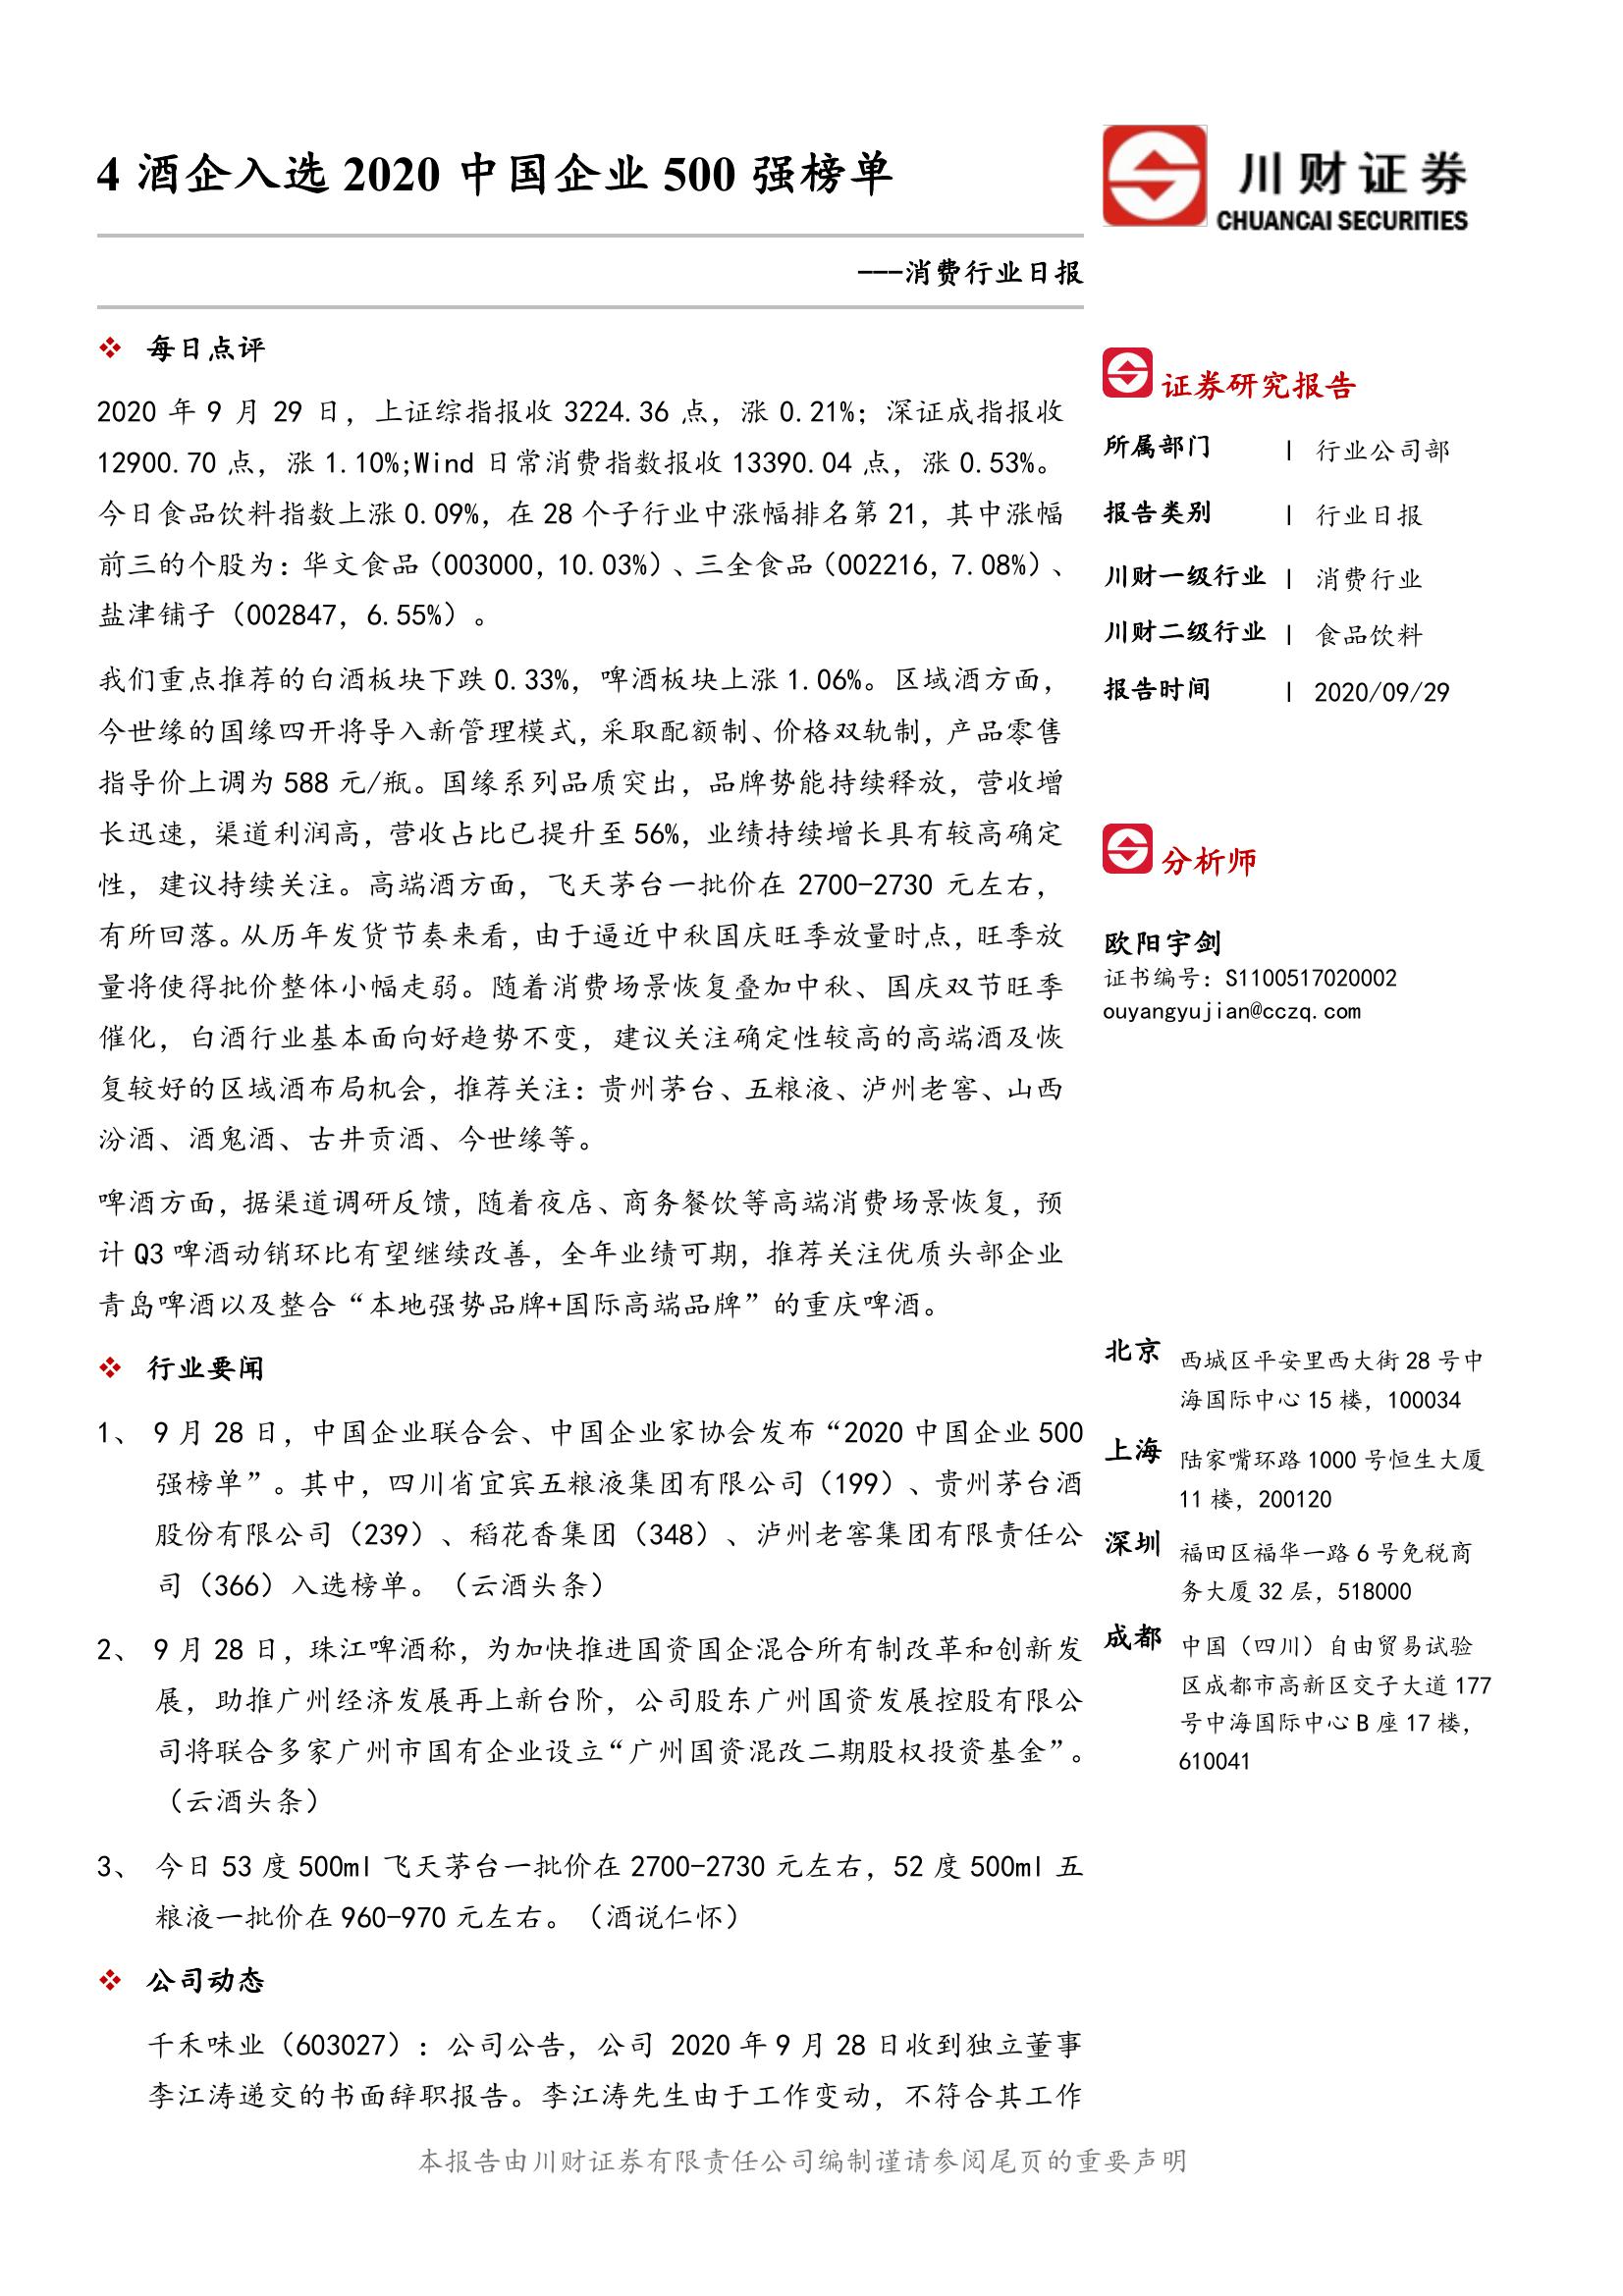 4 酒企入选 2020 中国企业 500 强榜单
川财证券
CHUANCAI SECURITIES
---消费行业日报
❖ 每日点评
2020 年 9 月 29 日，上证综指报收 3224.36 点，涨 0.21%；深证成指报收
12900.70 点，涨 1.10%;Wind 日常消费指数报收 13390.04 点，涨 0.53%。
今日食品饮料指数上涨 0.09%，在 28 个子行业中涨幅排名第 21，其中涨幅
前三的个股为：华文食品（003000，10.03%）、三全食品（002216，7.08%）、
盐津铺子（002847，6.55%）。
我们重点推荐的白酒板块下跌 0.33%，啤酒板块上涨 1.06%。区域酒方面，
今世缘的国缘四开将导入新管理模式，采取配额制、价格双轨制，产品零售
指导价上调为 588 元/瓶。国缘系列品质突出，品牌势能持续释放，营收增
长迅速，渠道利润高，营收占比已提升至 56%，业绩持续增长具有较高确定
性，建议持续关注。高端酒方面，飞天茅台一批价在 2700-2730 元左右，
有所回落。从历年发货节奏来看，由于逼近中秋国庆旺季放量时点，旺季放
量将使得批价整体小幅走弱。随着消费场景恢复叠加中秋、国庆双节旺季
催化，白酒行业基本面向好趋势不变，建议关注确定性较高的高端酒及恢
复较好的区域酒布局机会，推荐关注：贵州茅台、五粮液、泸州老窖、山西
汾酒、酒鬼酒、古井贡酒、今世缘等。
啤酒方面，据渠道调研反馈，随着夜店、商务餐饮等高端消费场景恢复，预
计 Q3 啤酒动销环比有望继续改善，全年业绩可期，推荐关注优质头部企业
青岛啤酒以及整合“本地强势品牌+国际高端品牌”的重庆啤酒。
❖ 行业要闻
1、 9 月 28 日，中国企业联合会、中国企业家协会发布“2020 中国企业 500
强榜单”。其中，四川省宜宾五粮液集团有限公司（199）、贵州茅台酒
股份有限公司（239）、稻花香集团（348）、泸州老窖集团有限责任公
司（366）入选榜单。（云酒头条）
2、 9 月 28 日，珠江啤酒称，为加快推进国资国企混合所有制改革和创新发
展，助推广州经济发展再上新台阶，公司股东广州国资发展控股有限公
司将联合多家广州市国有企业设立“广州国资混改二期股权投资基金”。
（云酒头条）
3、 今日 53 度 500ml 飞天茅台一批价在 2700-2730 元左右，52 度 500ml 五
粮液一批价在 960-970 元左右。（酒说仁怀）
❖ 公司动态
千禾味业（603027）：公司公告，公司 2020 年 9 月 28 日收到独立董事
李江涛递交的书面辞职报告。李江涛先生由于工作变动，不符合其工作
证券研究报告
所属部门 | 行业公司部
报告类别 | 行业日报
川财一级行业 | 消费行业
川财二级行业 | 食品饮料
报告时间 | 2020/09/29
分析师
欧阳宇剑
证书编号：S1100517020002
ouyangyujian@cczq.com
北京 西城区平安里西大街 28 号中
海国际中心 15 楼，100034
上海 陆家嘴环路 1000 号恒生大厦
11 楼，200120
深圳 福田区福华一路 6 号免税商
务大厦 32 层，518000
成都 中国（四川）自由贸易试验
区成都市高新区交子大道 177
号中海国际中心 B 座 17 楼，
610041
本报告由川财证券有限责任公司编制谨请参阅尾页的重要声明